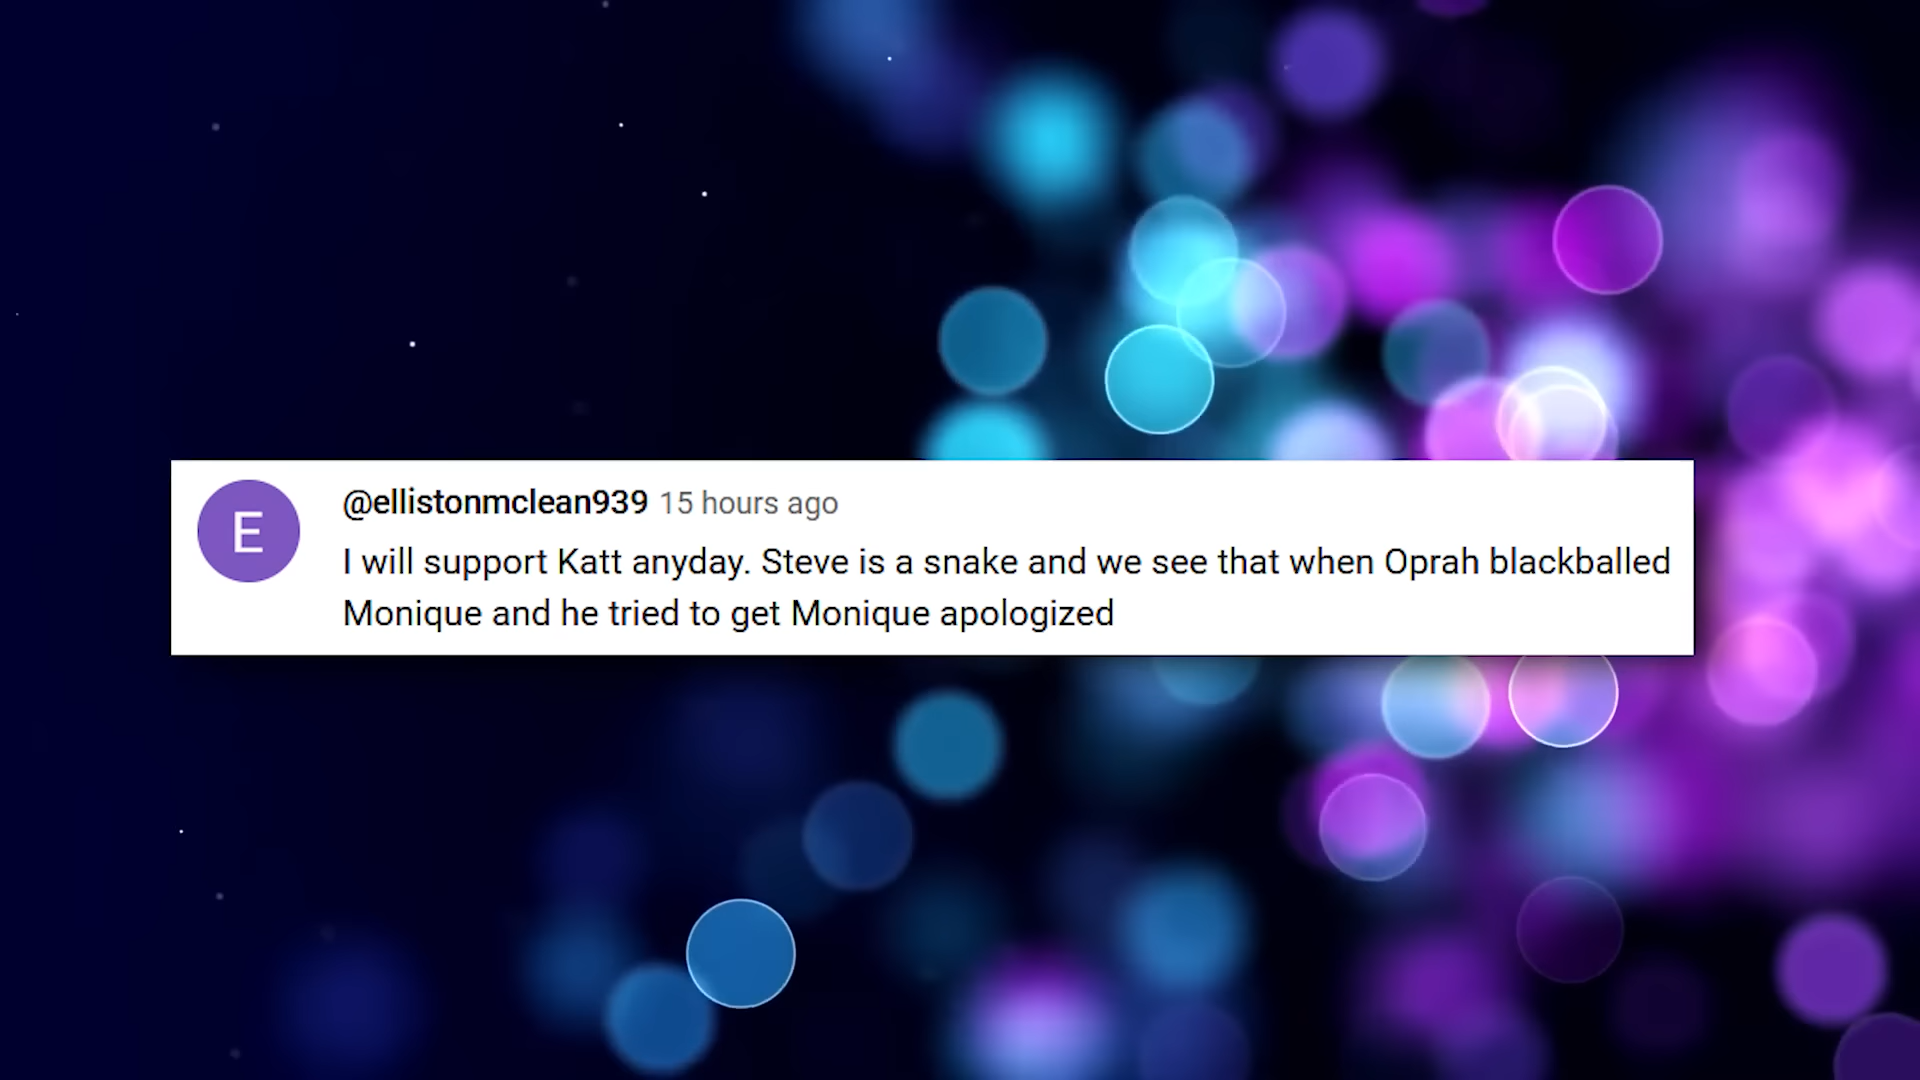 E
@ellistonmclean939 15 hours ago
I will support Katt anyday. Steve is a snake and we see that when Oprah blackballed
Monique and he tried to get Monique apologized